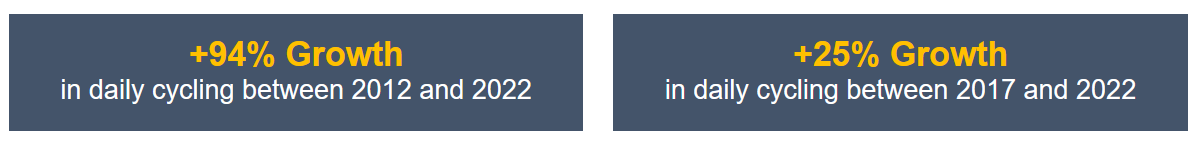 +94% Growth
in daily cycling between 2012 and 2022
+25% Growth
in daily cycling between 2017 and 2022